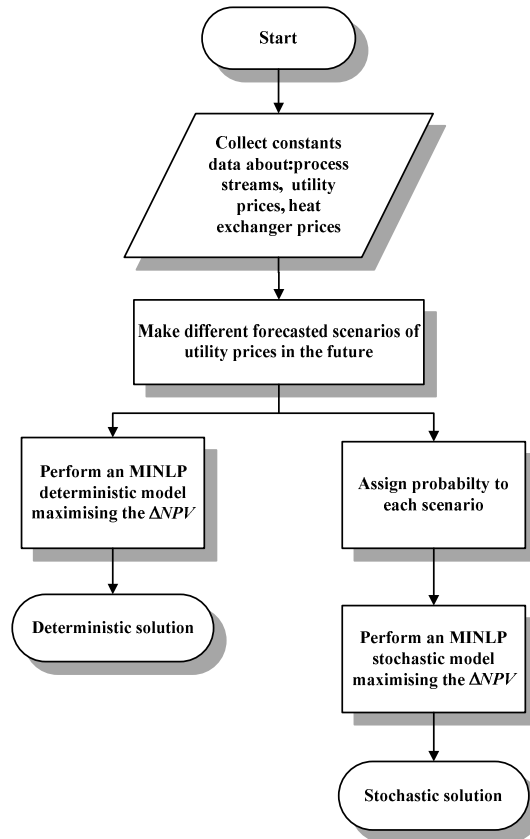 Start
Collect constants
data about:process
streams, utility
prices, heat
exchanger prices
Make different forecasted scenarios of
utility prices in the future
Perform an MINLP
deterministic model
maximising the ΔNPV
Deterministic solution
Assign probabilty to
each scenario
Perform an MINLP
stochastic model
maximising the ΔNPV
Stochastic solution